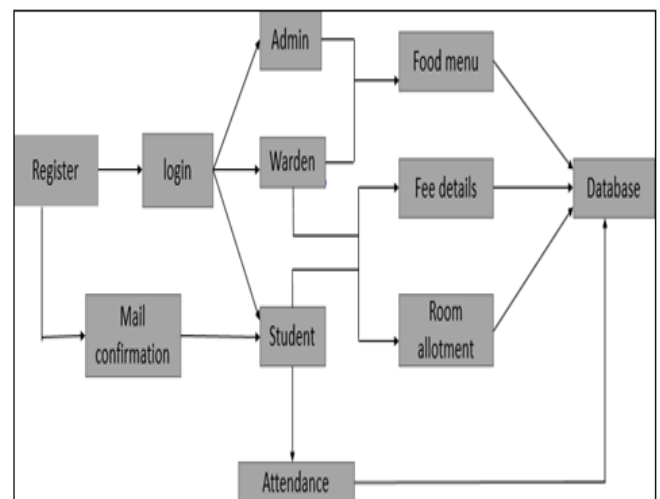 Admin
Food menu
Register
login
Warden
Fee details
Database
Mail
confirmation
Student
Room
allotment
Attendance